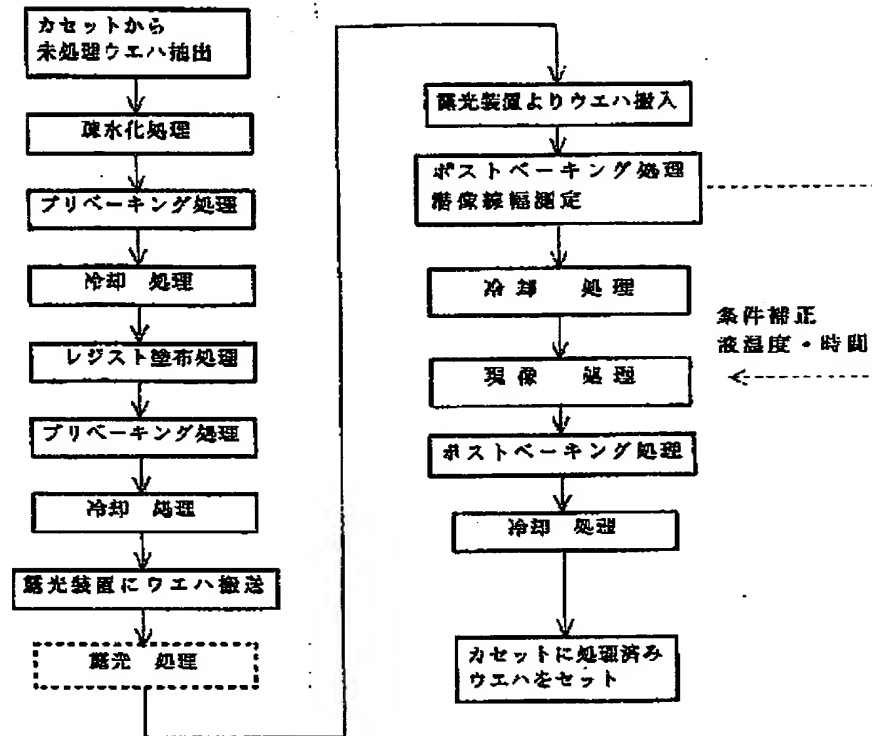 カセットから
未処理ウエハ抽出
疎水化処理
プリベーキング処理
冷却 処理
レジスト塗布処理
プリベーキング処理
冷却 処理
露光装置にウエハ搬送
露光 処理
露光装置よりウエハ搬入
ポストベーキング処理
潜像線幅測定
冷却 処理
現像 処理
ポストベーキング処理
冷却 処理
カセットに処理済み
ウエハをセット
条件補正
液温度・時間